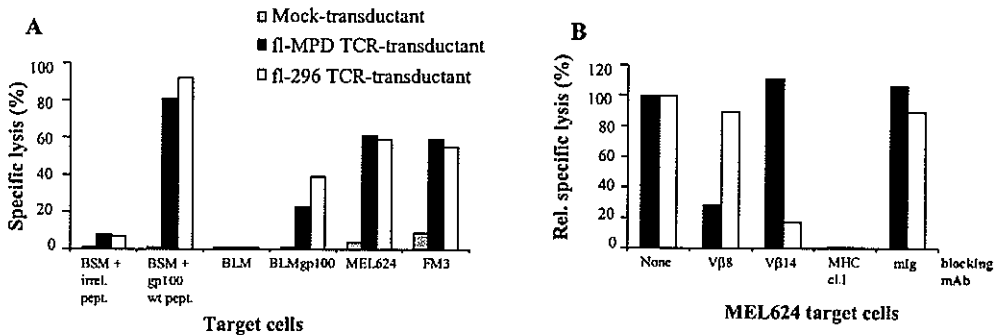 A
Mock-transductant
fl-MPD TCR-transductant
fl-296 TCR-transductant
Specific lysis (%)
100
80
60
40
20
0
BSM +
irrel.
pept.
BSM +
gp100
wt pept.
BLM
BLMgp100
MEL624
FM3
Target cells
B
Rel. specific lysis (%)
120
100
80
60
40
20
0
None
Vβ8
Vβ14
MHC
cl.I
mIg
blocking
mAb
MEL624 target cells